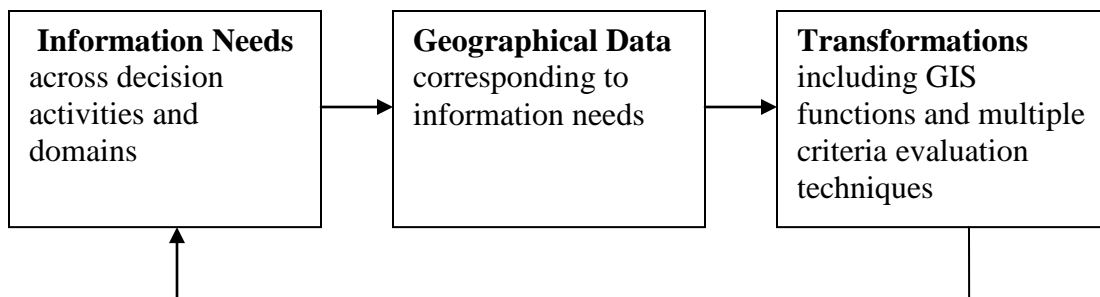 Information Needs
across decision
activities and
domains
Geographical Data
corresponding to
information needs
Transformations
including GIS
functions and multiple
criteria evaluation
techniques